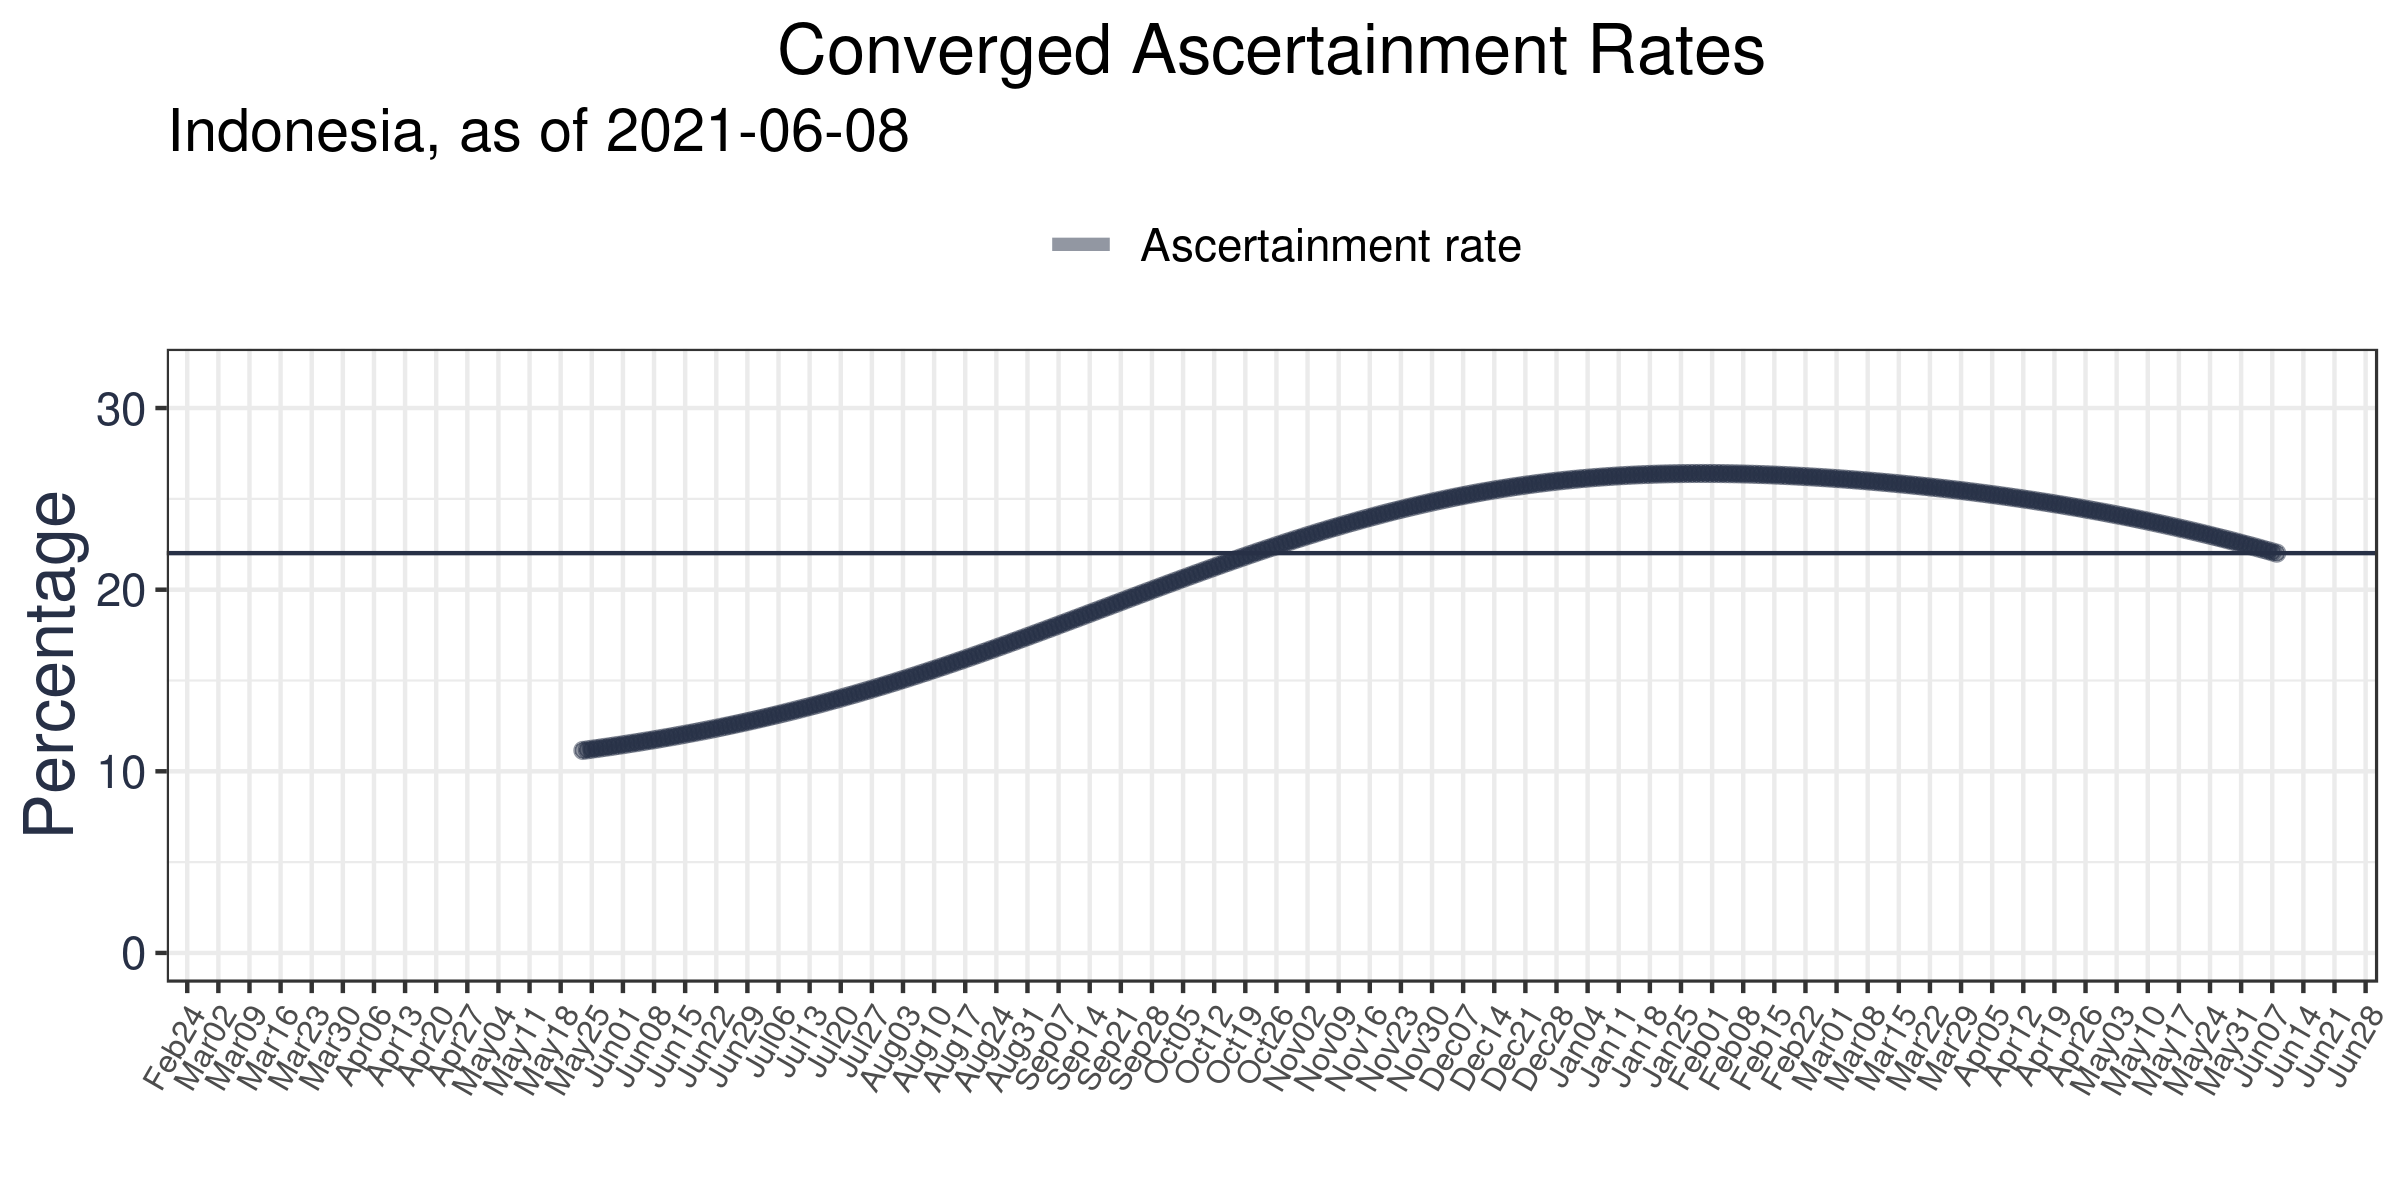 Converged Ascertainment Rates
Indonesia, as of 2021-06-08
Ascertainment rate
Percentage
30
20
10
0
Feb24 Mar02 Mar09 Mar16 Mar23 Mar30 Apr06 Apr13 Apr20 Apr27 May04 May11 May18 May25 Jun01 Jun08 Jun15 Jun22 Jun29 Jul06 Jul13 Jul20 Jul27 Aug03 Aug10 Aug17 Aug24 Aug31 Sep07 Sep14 Sep21 Sep28 Oct05 Oct12 Oct19 Oct26 Nov02 Nov09 Nov16 Nov23 Nov30 Dec07 Dec14 Dec21 Dec28 Jan04 Jan11 Jan18 Jan25 Feb01 Feb08 Feb15 Feb22 Mar01 Mar08 Mar15 Mar22 Mar29 Apr05 Apr12 Apr19 Apr26 May03 May10 May17 May24 May31 Jun07 Jun14 Jun21 Jun28